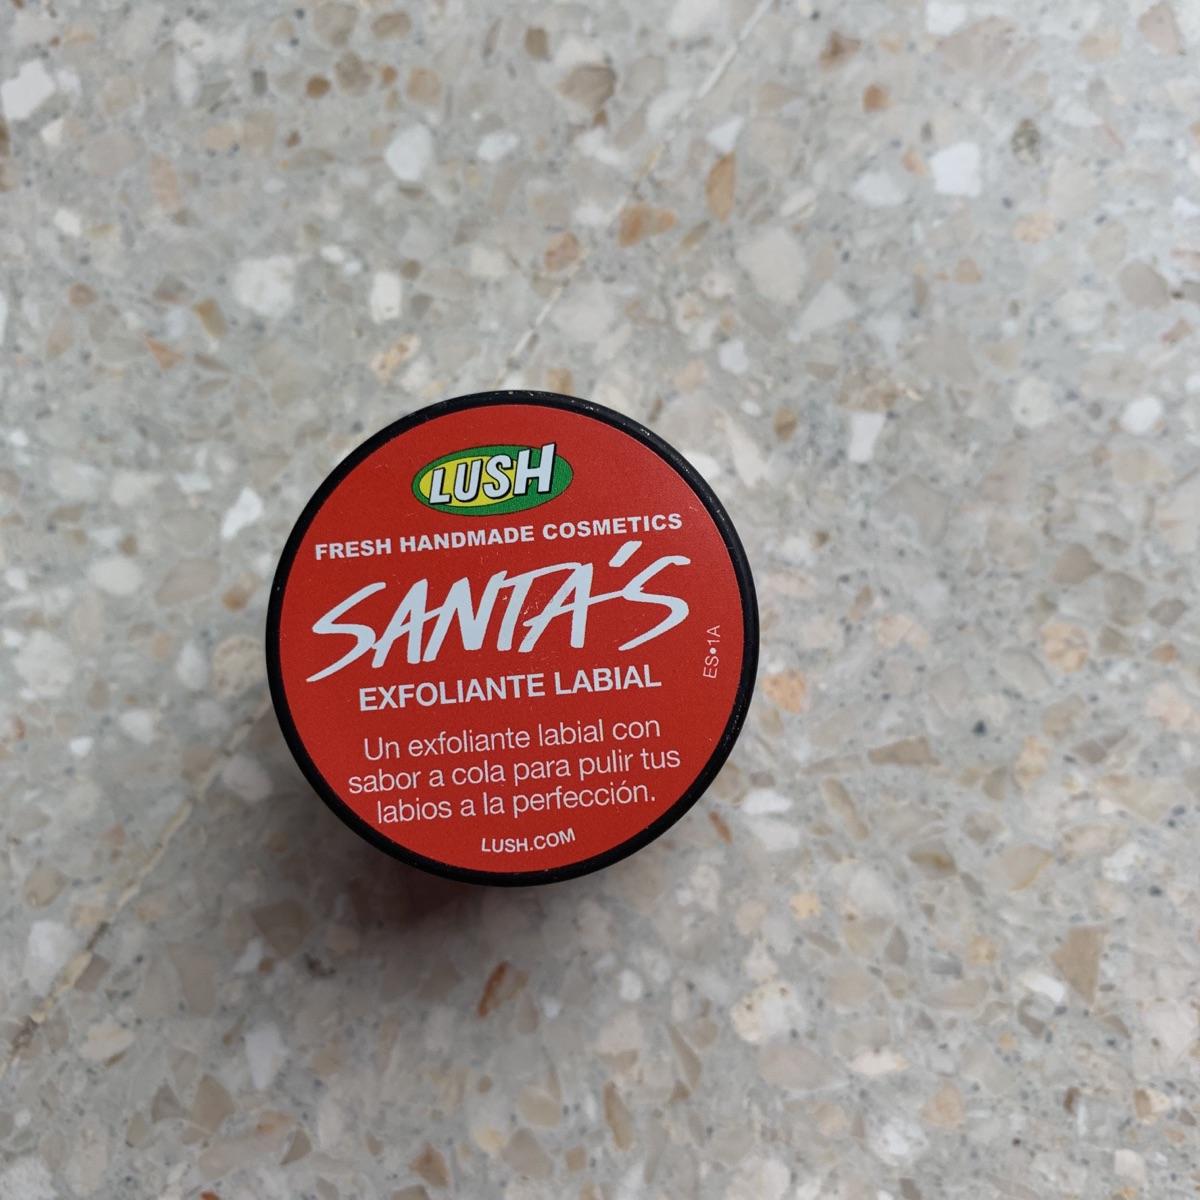 LUSH
FRESH HANDMADE COSMETICS
SANTA'S
EXFOLIANTE LABIAL
Un exfoliante labial con
sabor a cola para pulir tus
labios a la perfección.
LUSH.COM
ES•1A